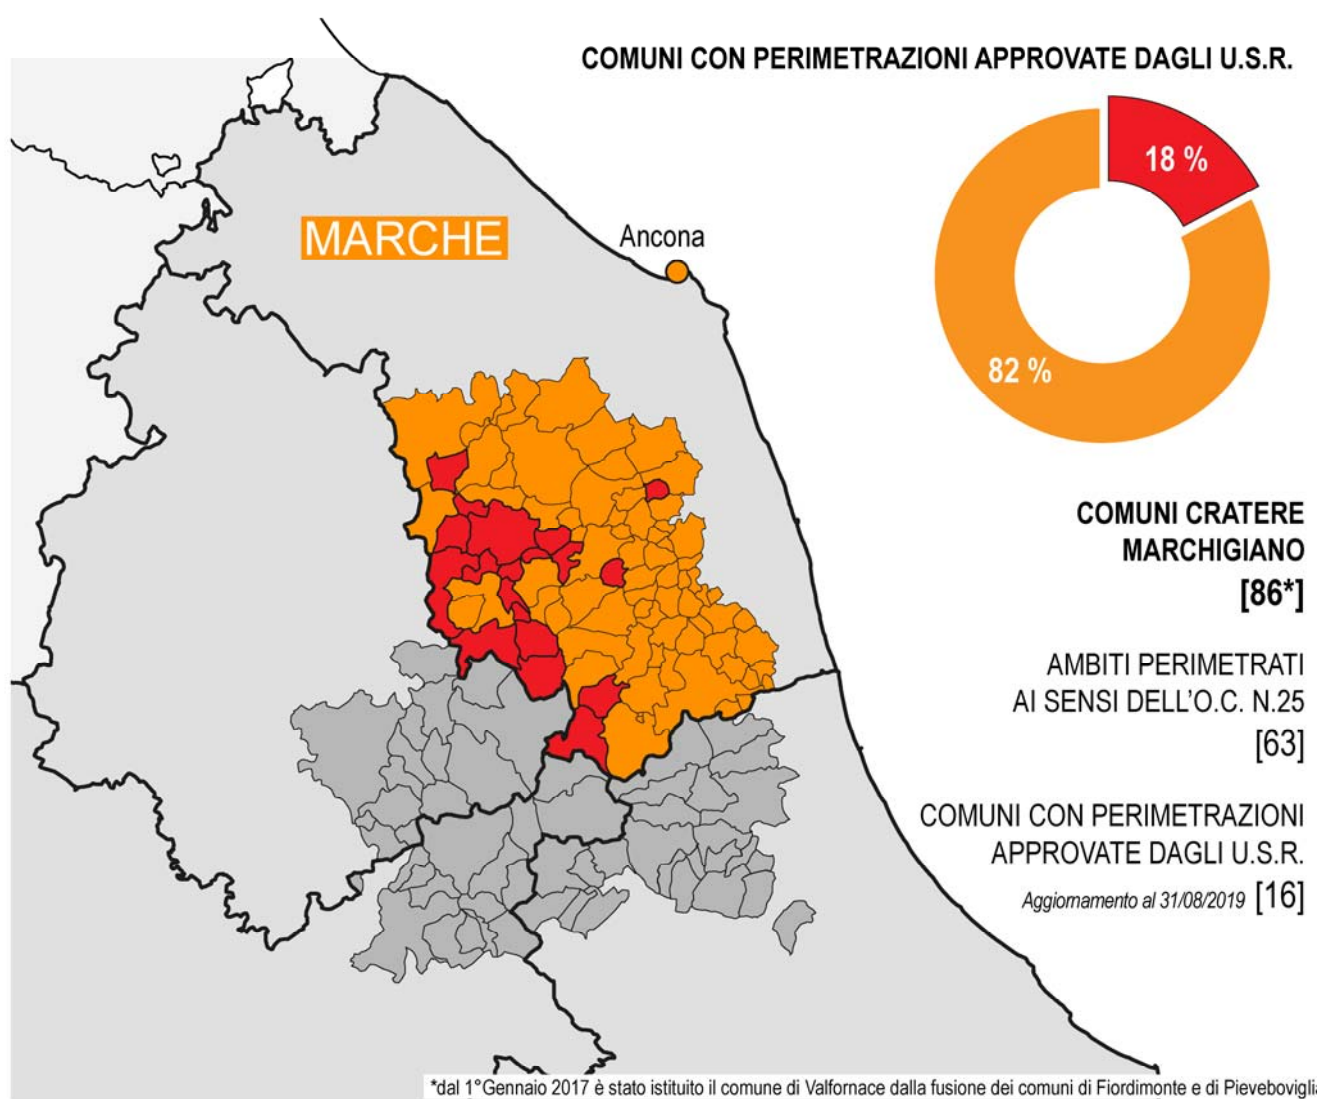 COMUNI CON PERIMETRAZIONI APPROVATE DAGLI U.S.R.
18 %
82 %
MARCHE
Ancona
COMUNI CRATERE
MARCHIGIANO
[86*]
AMBITI PERIMETRATI
AI SENSI DELL'O.C. N.25
[63]
COMUNI CON PERIMETRAZIONI
APPROVATE DAGLI U.S.R.
Aggiornamento al 31/08/2019 [16]
*dal 1°Gennaio 2017 è stato istituito il comune di Valfornace dalla fusione dei comuni di Fiordimonte e di Pievebovigli